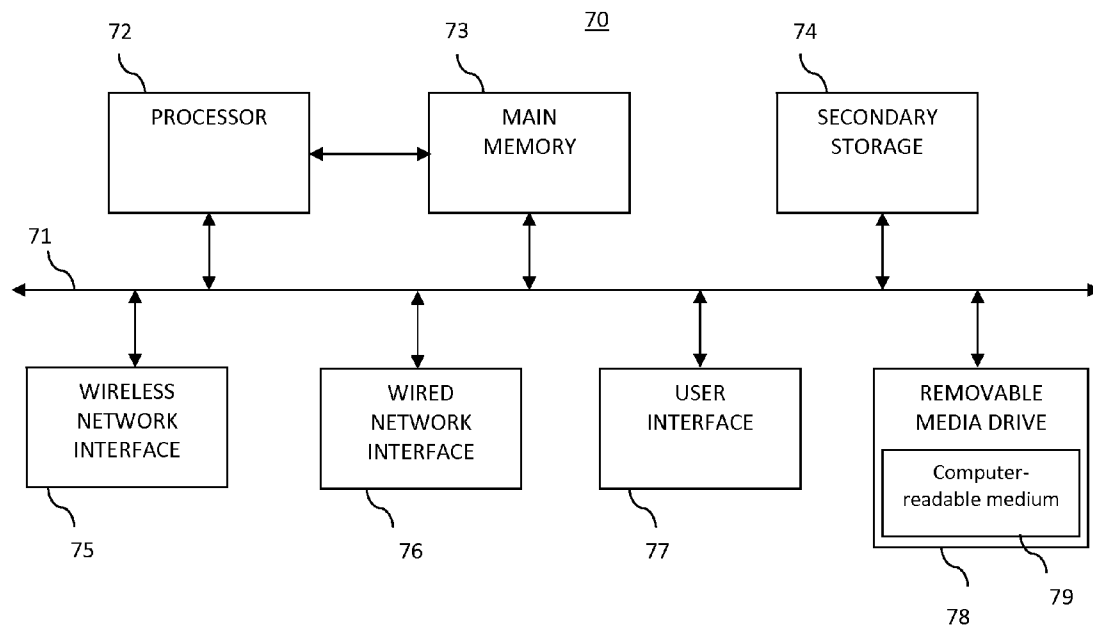 70
72
73
74
PROCESSOR
MAIN
MEMORY
SECONDARY
STORAGE
71
WIRELESS
NETWORK
INTERFACE
WIRED
NETWORK
INTERFACE
USER
INTERFACE
REMOVABLE
MEDIA DRIVE
Computer-
readable medium
75
76
77
78
79